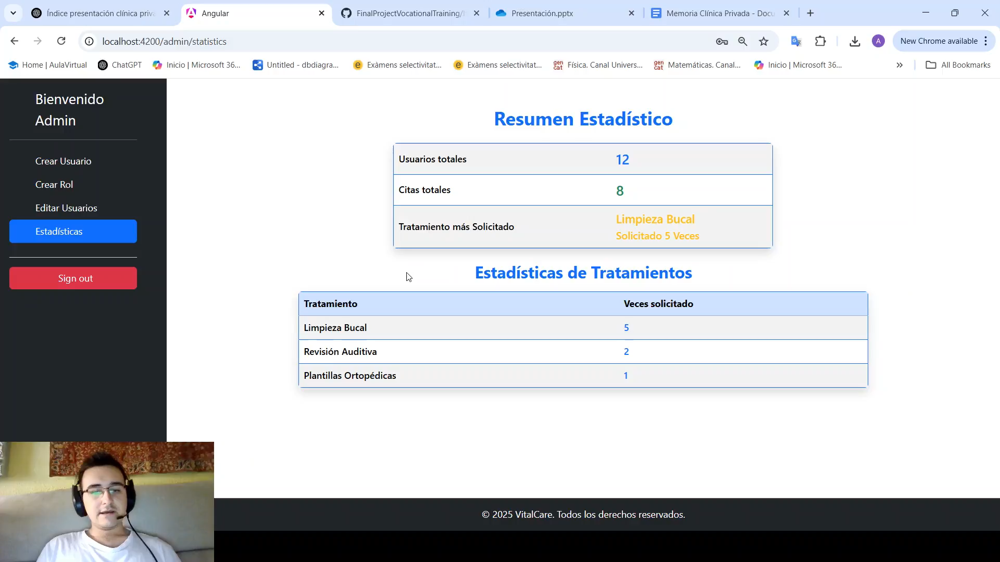 Índice presentación clínica priva
Angular
FinalProjectVocationalTraining/
Presentación.pptx
Memoria Clínica Privada - Docu
localhost:4200/admin/statistics
A
New Chrome available
Home | AulaVirtual
ChatGPT
Inicio | Microsoft 36...
Untitled - dbdiagra...
Exàmens selectivitat...
Exàmens selectivitat...
gencat
Física. Canal Univers...
gencat
Matemáticas. Canal...
Inicio | Microsoft 36...
All Bookmarks
Bienvenido
Admin
Crear Usuario
Crear Rol
Editar Usuarios
Estadísticas
Sign out
Resumen Estadístico
Usuarios totales 12
Citas totales 8
Tratamiento más Solicitado Limpieza Bucal
Solicitado 5 Veces
Estadísticas de Tratamientos
Tratamiento Veces solicitado
Limpieza Bucal 5
Revisión Auditiva 2
Plantillas Ortopédicas 1
© 2025 VitalCare. Todos los derechos reservados.